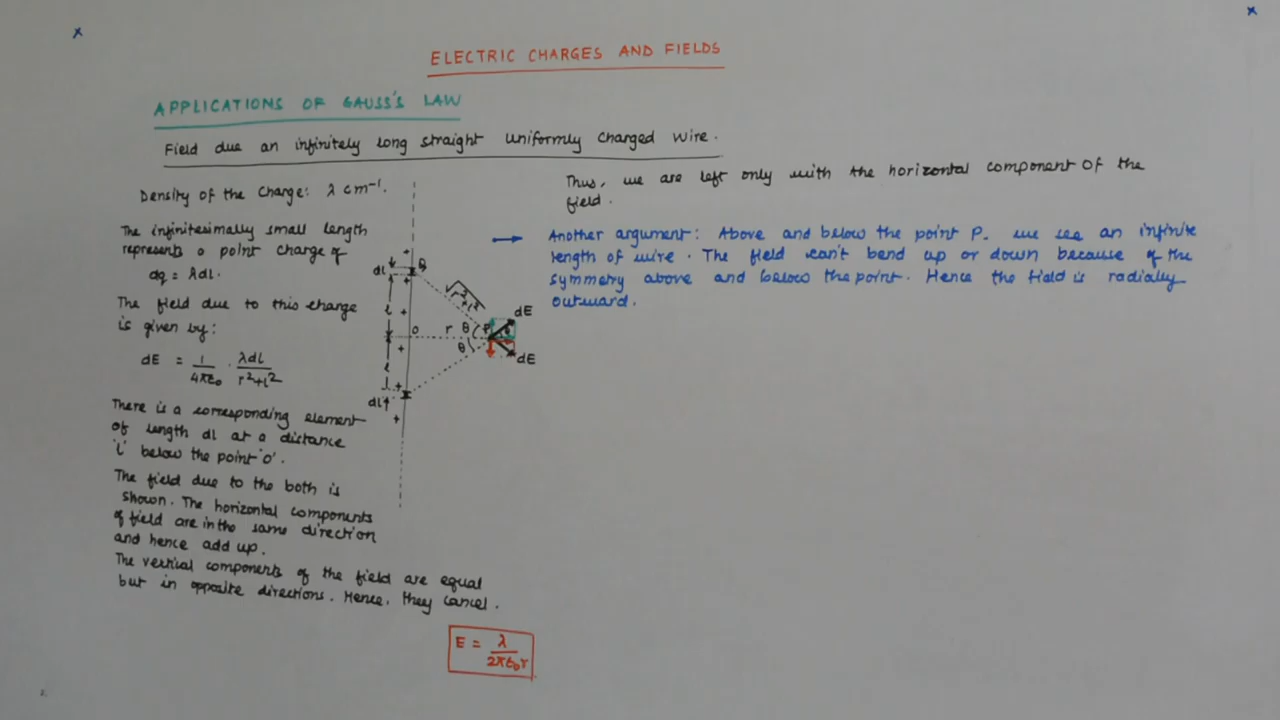 ELECTRIC CHARGES AND FIELDS
APPLICATIONS OF GAUSS'S LAW
Field due an infinitely long straight uniformly charged wire.
Density of the charge: λ cm⁻¹.
The infinitesimally small length
represents a point charge of
dq = λdl.
The field due to this charge
is given by:
dE = 1/4πε₀ · λdl/r²+l²
There is a corresponding element
of length dl at a distance
'l' below the point 'o'.
The field due to the both is
shown. The horizontal components
of field are in the same direction
and hence add up.
The vertical components of the field are equal
but in opposite directions. Hence, they cancel.
E = λ/2πε₀r
dl
l
O
l
dl
√r²+l²
r
θ
θ
P
dE
dE
Thus, we are left only with the horizontal component of the
field.
Another argument: Above and below the point P, we see an infinite
length of wire. The field can't bend up or down because of the
symmetry above and below the point. Hence the field is radially
outward.